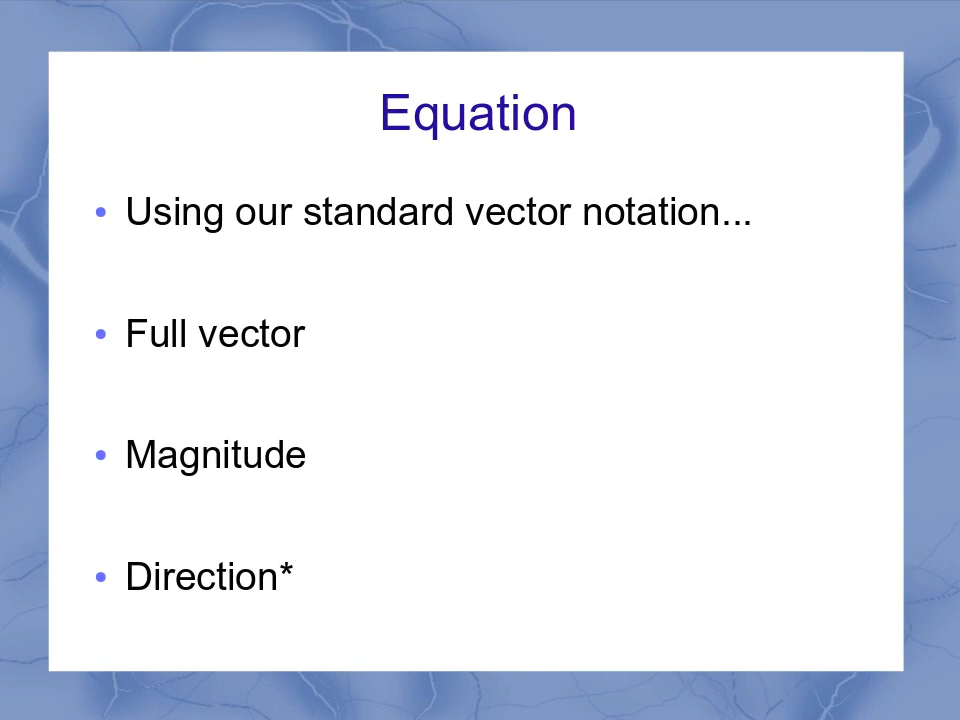 Equation
• Using our standard vector notation...
• Full vector
• Magnitude
• Direction*